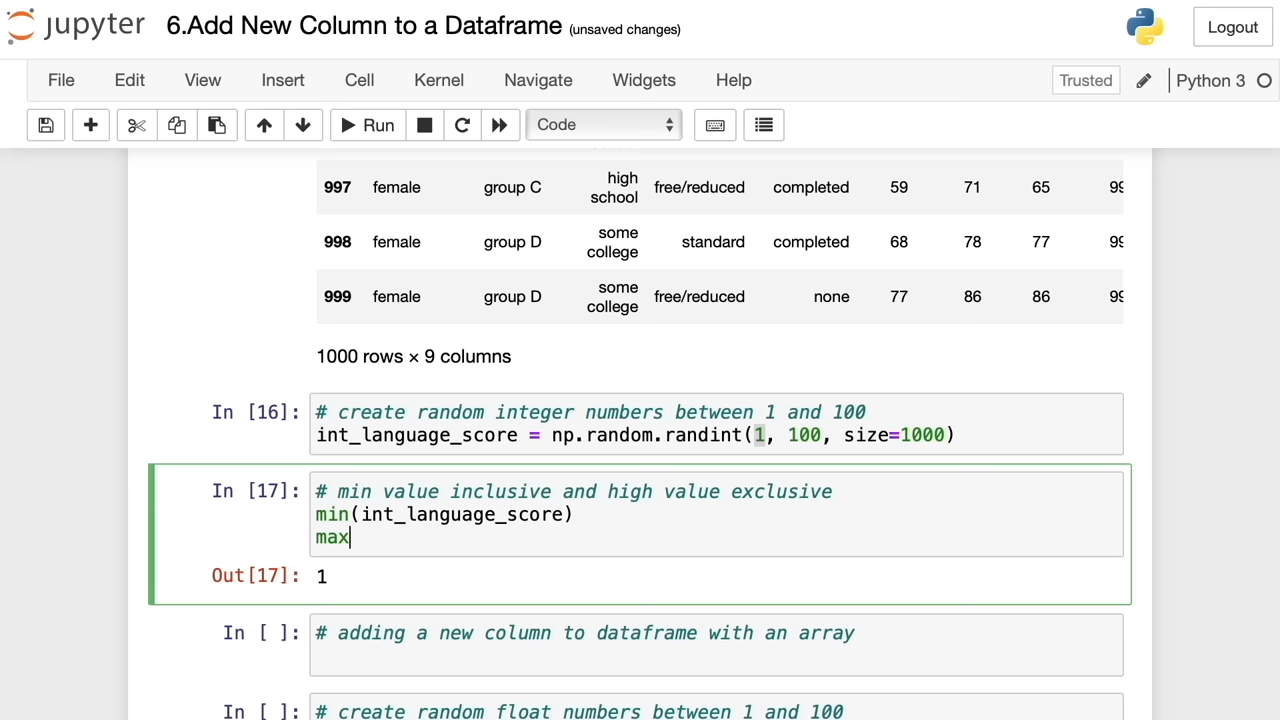 jupyter 6.Add New Column to a Dataframe (unsaved changes) Logout
File Edit View Insert Cell Kernel Navigate Widgets Help Trusted Python 3
Run Code
997 female group C high school free/reduced completed 59 71 65 99
998 female group D some college standard completed 68 78 77 99
999 female group D some college free/reduced none 77 86 86 99
1000 rows × 9 columns
In [16]: # create random integer numbers between 1 and 100
int_language_score = np.random.randint(1, 100, size=1000)
In [17]: # min value inclusive and high value exclusive
min(int_language_score)
max
Out[17]: 1
In [ ]: # adding a new column to dataframe with an array
In [ ]: # create random float numbers between 1 and 100